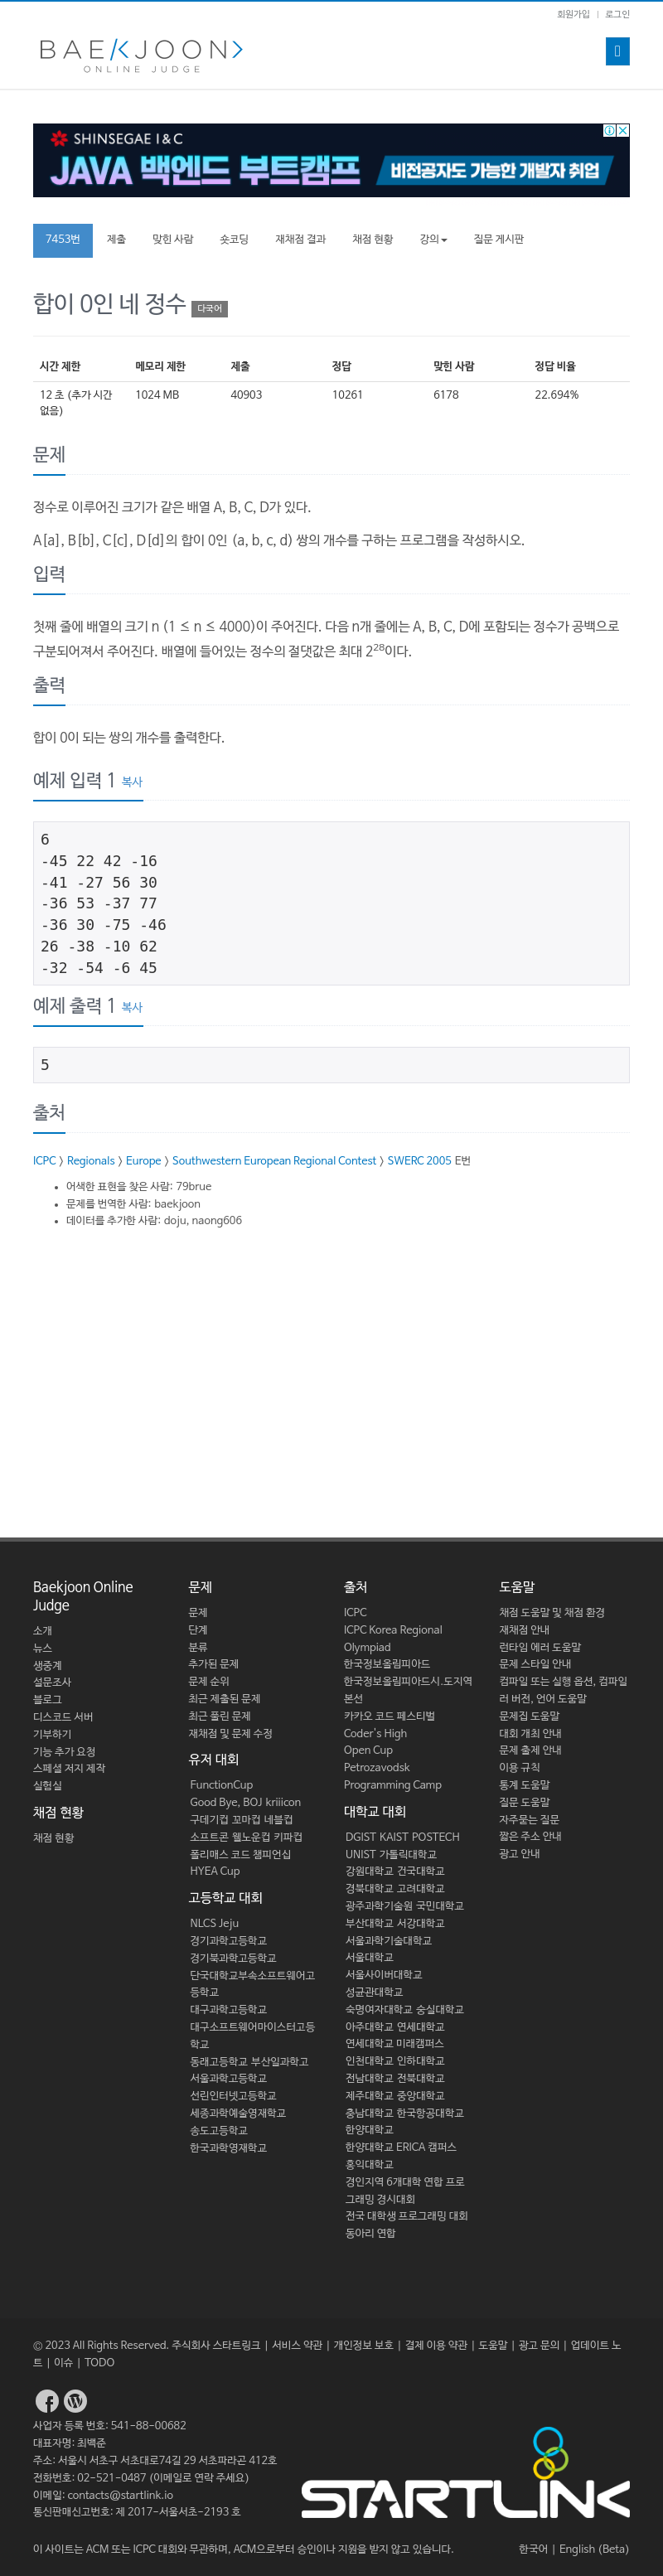 회원가입 | 로그인
BAEKJOON
ONLINE JUDGE
SHINSEGAE I&C
JAVA 백엔드 부트캠프 비전공자도 가능한 개발자 취업
7453번 제출 맞힌 사람 숏코딩 재채점 결과 채점 현황 강의 질문 게시판
합이 0인 네 정수 다국어
시간 제한 메모리 제한 제출 정답 맞힌 사람 정답 비율
12 초 (추가 시간 1024 MB 40903 10261 6178 22.694%
없음)
문제
정수로 이루어진 크기가 같은 배열 A, B, C, D가 있다.
A[a], B[b], C[c], D[d]의 합이 0인 (a, b, c, d) 쌍의 개수를 구하는 프로그램을 작성하시오.
입력
첫째 줄에 배열의 크기 n (1 ≤ n ≤ 4000)이 주어진다. 다음 n개 줄에는 A, B, C, D에 포함되는 정수가 공백으로
구분되어져서 주어진다. 배열에 들어있는 정수의 절댓값은 최대 2²⁸이다.
출력
합이 0이 되는 쌍의 개수를 출력한다.
예제 입력 1 복사
6
-45 22 42 -16
-41 -27 56 30
-36 53 -37 77
-36 30 -75 -46
26 -38 -10 62
-32 -54 -6 45
예제 출력 1 복사
5
출처
ICPC > Regionals > Europe > Southwestern European Regional Contest > SWERC 2005 E번
• 어색한 표현을 찾은 사람: 79brue
• 문제를 번역한 사람: baekjoon
• 데이터를 추가한 사람: doju, naong606
Baekjoon Online
Judge
소개
뉴스
생중계
설문조사
블로그
디스코드 서버
기부하기
기능 추가 요청
스페셜 저지 제작
실험실
채점 현황
채점 현황
문제
문제
단계
분류
추가된 문제
문제 순위
최근 제출된 문제
최근 풀린 문제
재채점 및 문제 수정
유저 대회
FunctionCup
Good Bye, BOJ kriiicon
구데기컵 꼬마컵 네블컵
소프트콘 웰노운컵 키파컵
폴리매스 코드 챔피언십
HYEA Cup
고등학교 대회
NLCS Jeju
경기과학고등학교
경기북과학고등학교
단국대학교부속소프트웨어고
등학교
대구과학고등학교
대구소프트웨어마이스터고등
학교
동래고등학교 부산일과학고
서울과학고등학교
선린인터넷고등학교
세종과학예술영재학교
송도고등학교
한국과학영재학교
출처
ICPC
ICPC Korea Regional
Olympiad
한국정보올림피아드
한국정보올림피아드시.도지역
본선
카카오 코드 페스티벌
Coder's High
Open Cup
Petrozavodsk
Programming Camp
대학교 대회
DGIST KAIST POSTECH
UNIST 가톨릭대학교
강원대학교 건국대학교
경북대학교 고려대학교
광주과학기술원 국민대학교
부산대학교 서강대학교
서울과학기술대학교
서울대학교
서울사이버대학교
성균관대학교
숙명여자대학교 숭실대학교
아주대학교 연세대학교
연세대학교 미래캠퍼스
인천대학교 인하대학교
전남대학교 전북대학교
제주대학교 중앙대학교
충남대학교 한국항공대학교
한양대학교
한양대학교 ERICA 캠퍼스
홍익대학교
경인지역 6개대학 연합 프로
그래밍 경시대회
전국 대학생 프로그래밍 대회
동아리 연합
도움말
채점 도움말 및 채점 환경
재채점 안내
런타임 에러 도움말
문제 스타일 안내
컴파일 또는 실행 옵션, 컴파일
러 버전, 언어 도움말
문제집 도움말
대회 개최 안내
문제 출제 안내
이용 규칙
통계 도움말
질문 도움말
자주묻는 질문
짧은 주소 안내
광고 안내
© 2023 All Rights Reserved. 주식회사 스타트링크 | 서비스 약관 | 개인정보 보호 | 결제 이용 약관 | 도움말 | 광고 문의 | 업데이트 노
트 | 이슈 | TODO
사업자 등록 번호: 541-88-00682
대표자명: 최백준
주소: 서울시 서초구 서초대로74길 29 서초파라곤 412호
전화번호: 02-521-0487 (이메일로 연락 주세요)
이메일: contacts@startlink.io
통신판매신고번호: 제 2017-서울서초-2193 호
STARTLINK
이 사이트는 ACM 또는 ICPC 대회와 무관하며, ACM으로부터 승인이나 지원을 받지 않고 있습니다. 한국어 | English (Beta)